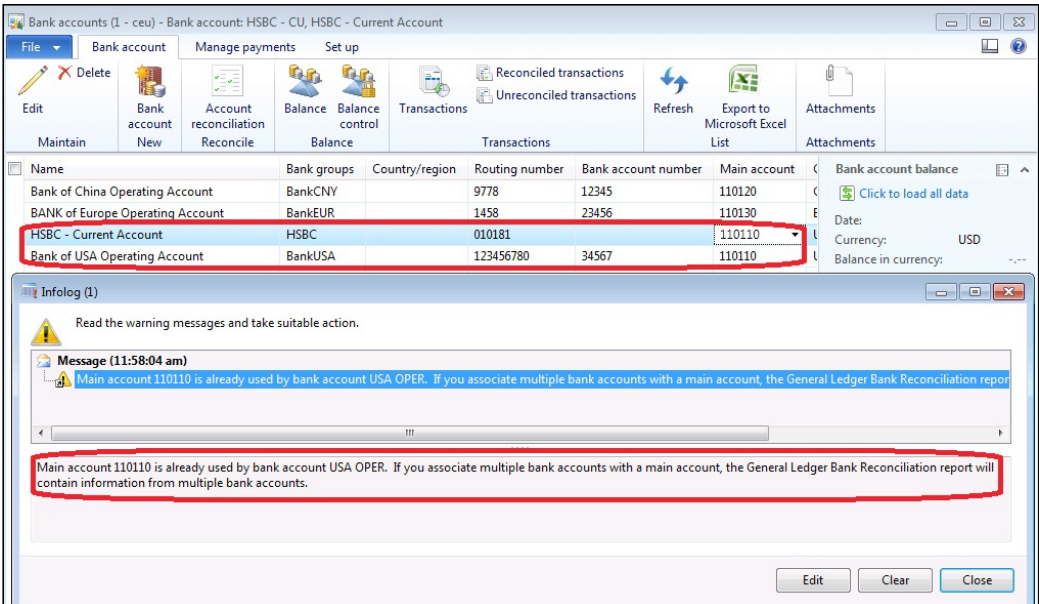 Bank accounts (1 - ceu) - Bank account: HSBC - CU, HSBC - Current Account
File Bank account Manage payments Set up
Delete
Edit
Bank account
Account reconciliation
Balance
Balance control
Transactions
Reconciled transactions
Unreconciled transactions
Refresh
Export to Microsoft Excel
Attachments
Maintain New Reconcile Balance Transactions List Attachments
Name Bank groups Country/region Routing number Bank account number Main account C
Bank of China Operating Account BankCNY 9778 12345 110120 C
BANK of Europe Operating Account BankEUR 1458 23456 110130 E
HSBC - Current Account HSBC 010181 110110 U
Bank of USA Operating Account BankUSA 123456780 34567 110110 U
Bank account balance
Click to load all data
Date:
Currency: USD
Balance in currency: -.--
Infolog (1)
Read the warning messages and take suitable action.
Message (11:58:04 am)
Main account 110110 is already used by bank account USA OPER. If you associate multiple bank accounts with a main account, the General Ledger Bank Reconciliation repor
Main account 110110 is already used by bank account USA OPER. If you associate multiple bank accounts with a main account, the General Ledger Bank Reconciliation report will
contain information from multiple bank accounts.
Edit Clear Close